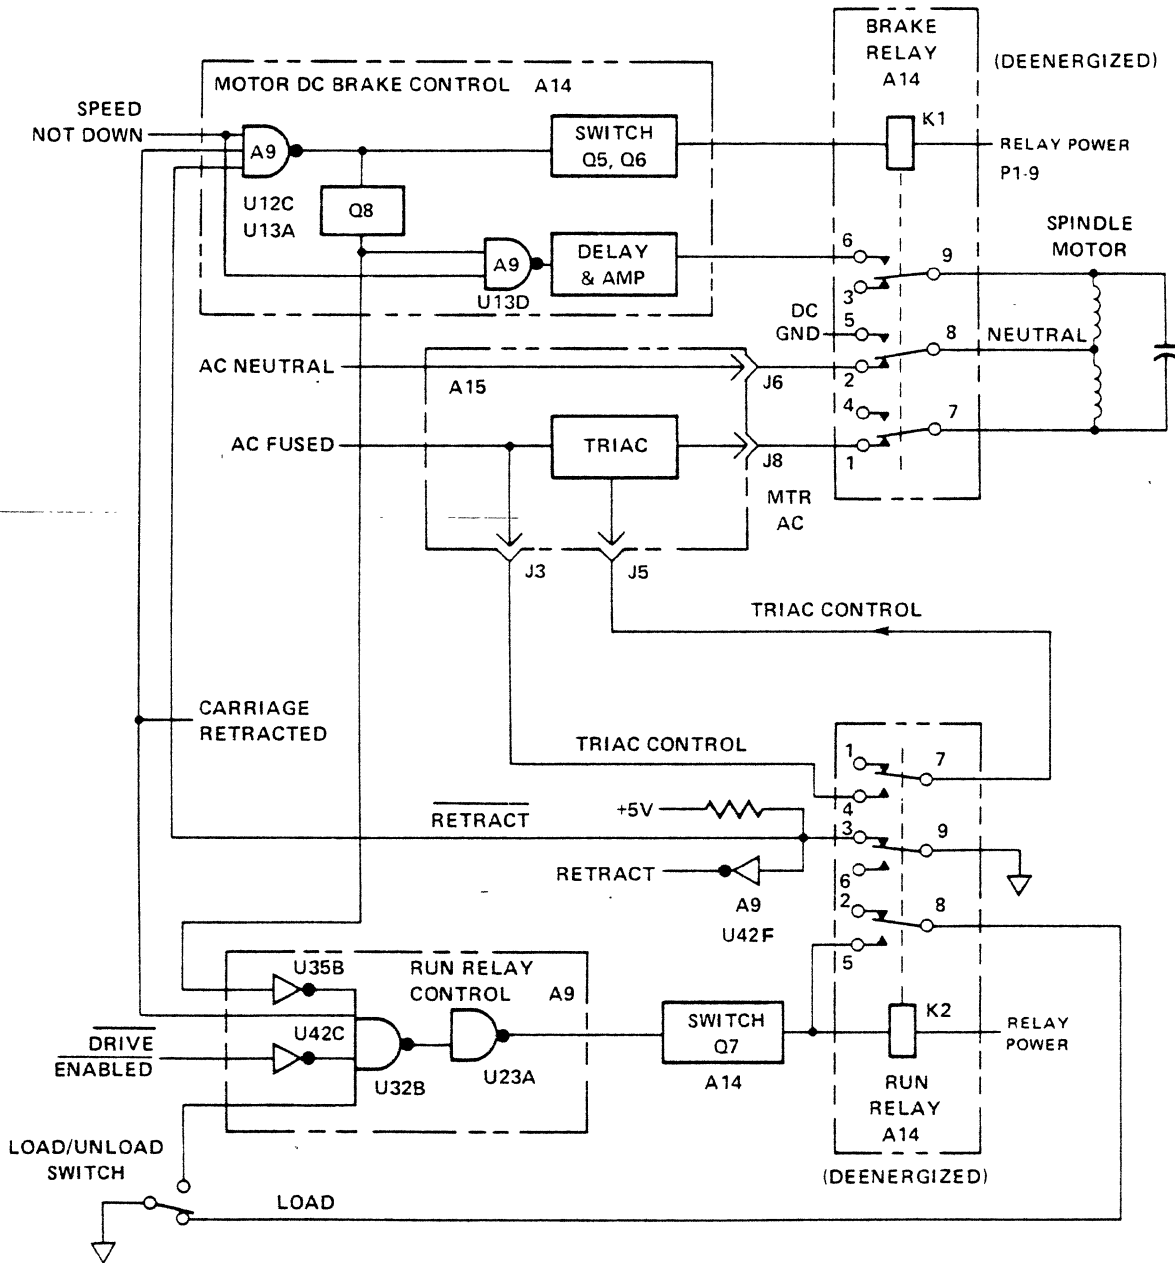 BRAKE
RELAY
A14
(DEENERGIZED)
MOTOR DC BRAKE CONTROL A14
SPEED
NOT DOWN
A9
U12C
U13A
Q8
SWITCH
Q5, Q6
K1
RELAY POWER
P1-9
A9
U13D
DELAY
& AMP
6
3
9
DC
GND
5
2
8
4
1
7
SPINDLE
MOTOR
NEUTRAL
AC NEUTRAL
A15
J6
AC FUSED
TRIAC
J8
MTR
AC
J3
J5
TRIAC CONTROL
CARRIAGE
RETRACTED
TRIAC CONTROL
1
7
4
+5V
RETRACT
3
9
RETRACT
6
A9
U42F
2
8
5
U35B
RUN RELAY
CONTROL A9
U42C
DRIVE
ENABLED
U32B
U23A
SWITCH
Q7
A14
K2
RELAY
POWER
RUN
RELAY
A14
(DEENERGIZED)
LOAD/UNLOAD
SWITCH
LOAD